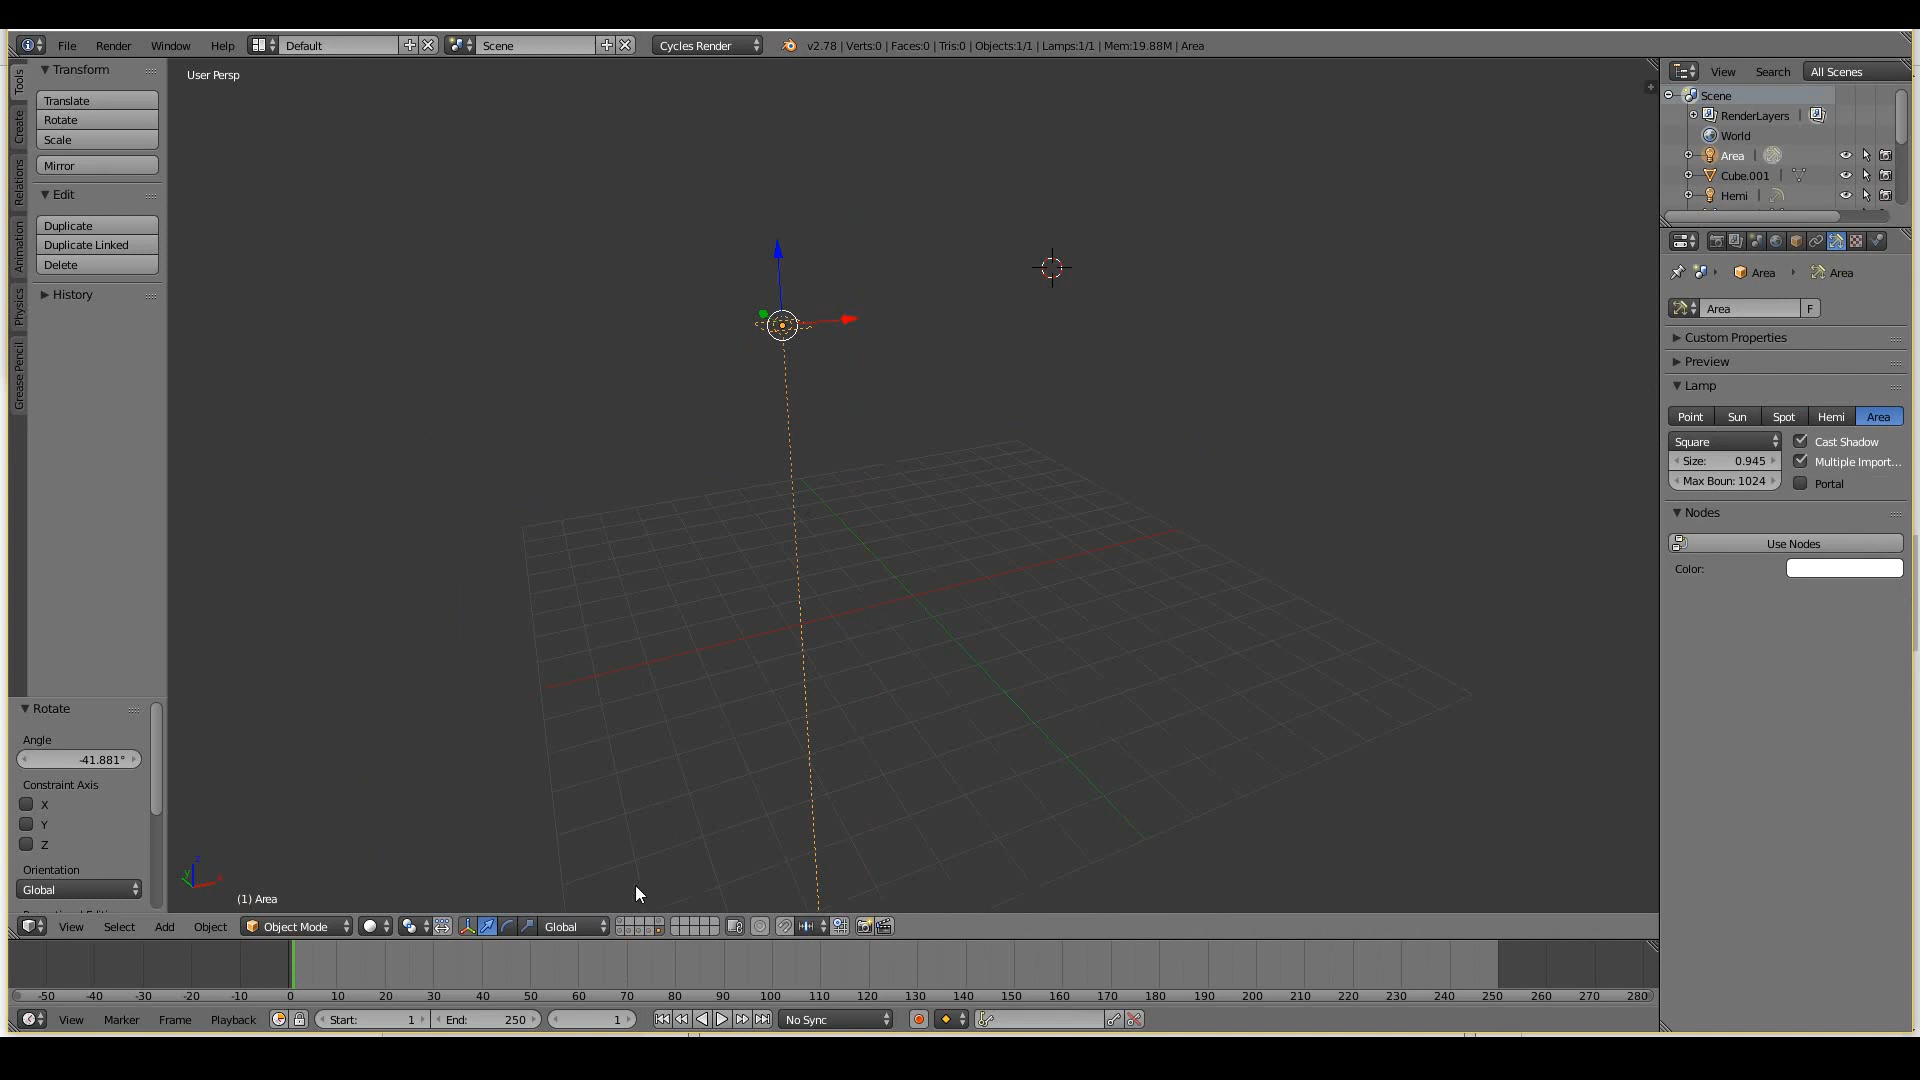 File Render Window Help Default Scene Cycles Render v2.78 | Verts:0 | Faces:0 | Tris:0 | Objects:1/1 | Lamps:1/1 | Mem:19.88M | Area
Tools
Create
Relations
Animation
Physics
Grease Pencil
Transform
Translate
Rotate
Scale
Mirror
Edit
Duplicate
Duplicate Linked
Delete
History
Rotate
Angle
-41.881°
Constraint Axis
X
Y
Z
Orientation
Global
User Persp
z
y
x
(1) Area
View Search All Scenes
Scene
RenderLayers
World
Area
Cube.001
Hemi
Area Area
Area F
Custom Properties
Preview
Lamp
Point Sun Spot Hemi Area
Square Cast Shadow
Size: 0.945 Multiple Import...
Max Boun: 1024 Portal
Nodes
Use Nodes
Color:
View Select Add Object Object Mode Global
-50 -40 -30 -20 -10 0 10 20 30 40 50 60 70 80 90 100 110 120 130 140 150 160 170 180 190 200 210 220 230 240 250 260 270 280
View Marker Frame Playback Start: 1 End: 250 1 No Sync